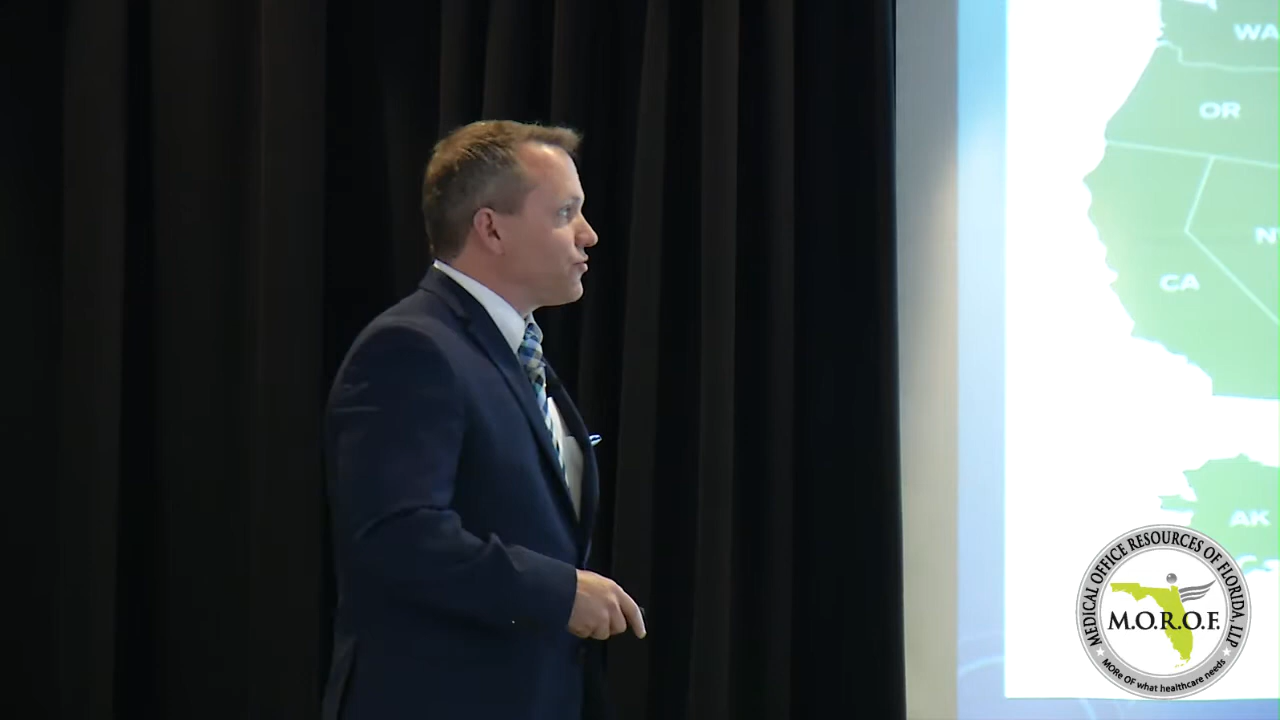 WA
OR
CA
AK
MEDICAL OFFICE RESOURCES OF FLORIDA, LLP
M.O.R.O.F.
MORe OF what healthcare needs